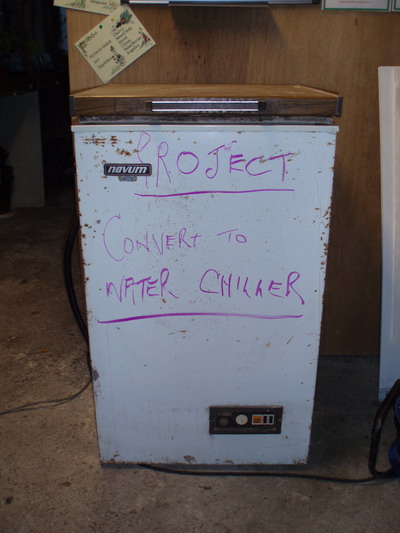 novum
PROJECT
CONVERT TO
WATER CHILLER